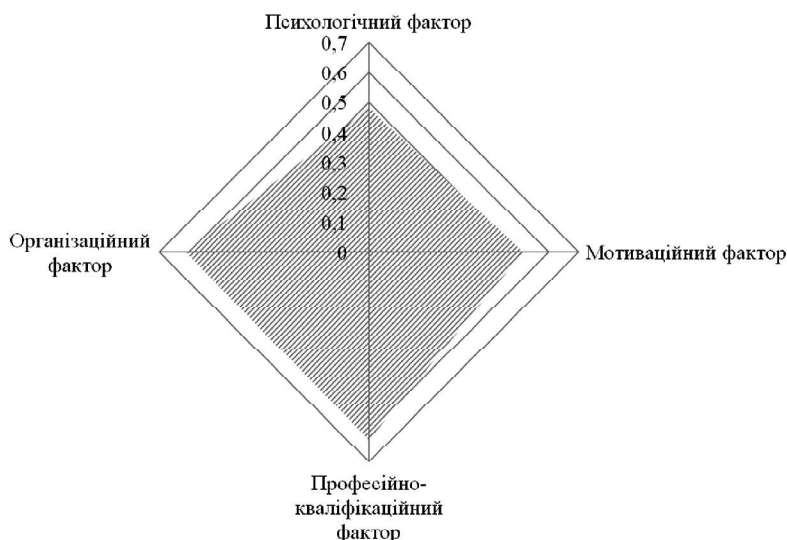 Психологічний фактор
0,7
0,6
0,5
0,4
0,3
0,2
0,1
0
Організаційний
фактор
Мотиваційний фактор
Професійно-
кваліфікаційний
фактор